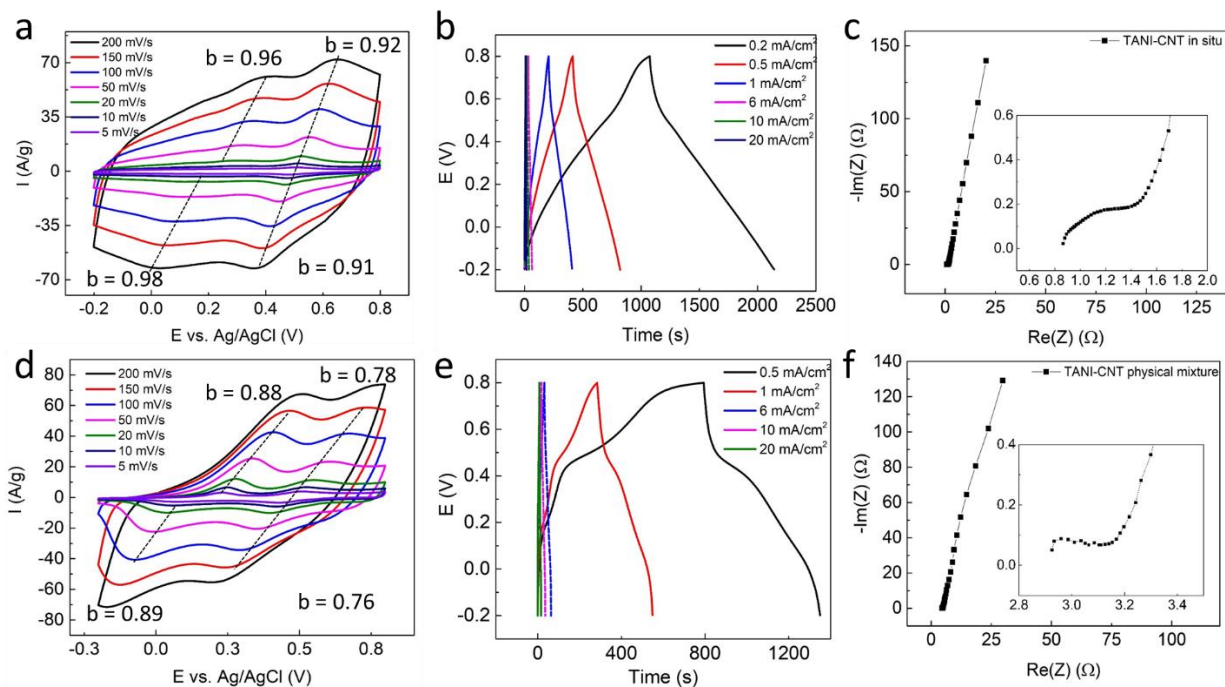 a
200 mV/s
150 mV/s
100 mV/s
50 mV/s
20 mV/s
10 mV/s
5 mV/s
b = 0.96
b = 0.92
b = 0.98
b = 0.91
70
35
0
-35
-70
I (A/g)
-0.2 0.0 0.2 0.4 0.6 0.8
E vs. Ag/AgCl (V)
b
0.2 mA/cm²
0.5 mA/cm²
1 mA/cm²
6 mA/cm²
10 mA/cm²
20 mA/cm²
0.8
0.6
0.4
0.2
0.0
-0.2
E (V)
0 500 1000 1500 2000 2500
Time (s)
c
TANI-CNT in situ
150
100
50
0
-Im(Z) (Ω)
0 25 50 75 100 125
Re(Z) (Ω)
0.6
0.4
0.2
0.0
0.6 0.8 1.0 1.2 1.4 1.6 1.8 2.0
d
200 mV/s
150 mV/s
100 mV/s
50 mV/s
20 mV/s
10 mV/s
5 mV/s
b = 0.88
b = 0.78
b = 0.89
b = 0.76
80
60
40
20
0
-20
-40
-60
-80
I (A/g)
-0.3 0.0 0.3 0.6 0.8
E vs. Ag/AgCl (V)
e
0.5 mA/cm²
1 mA/cm²
6 mA/cm²
10 mA/cm²
20 mA/cm²
0.8
0.6
0.4
0.2
0.0
-0.2
E (V)
0 400 800 1200
Time (s)
f
TANI-CNT physical mixture
140
120
100
80
60
40
20
0
-Im(Z) (Ω)
0 25 50 75 100 125
Re(Z) (Ω)
0.4
0.2
0.0
2.8 3.0 3.2 3.4